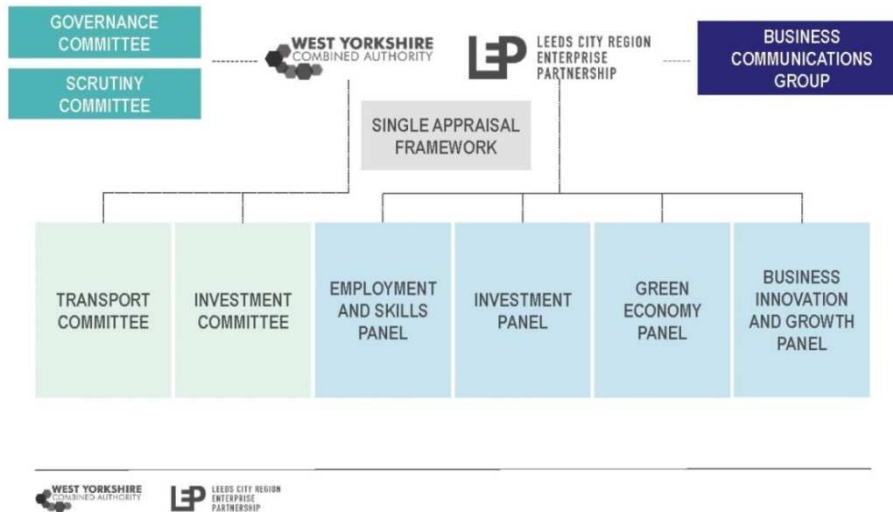 GOVERNANCE
COMMITTEE
SCRUTINY
COMMITTEE
WEST YORKSHIRE
COMBINED AUTHORITY
LEP
LEEDS CITY REGION
ENTERPRISE
PARTNERSHIP
BUSINESS
COMMUNICATIONS
GROUP
SINGLE APPRAISAL
FRAMEWORK
TRANSPORT
COMMITTEE
INVESTMENT
COMMITTEE
EMPLOYMENT
AND SKILLS
PANEL
INVESTMENT
PANEL
GREEN
ECONOMY
PANEL
BUSINESS
INNOVATION
AND GROWTH
PANEL
WEST YORKSHIRE
COMBINED AUTHORITY
LEP
LEEDS CITY REGION
ENTERPRISE
PARTNERSHIP